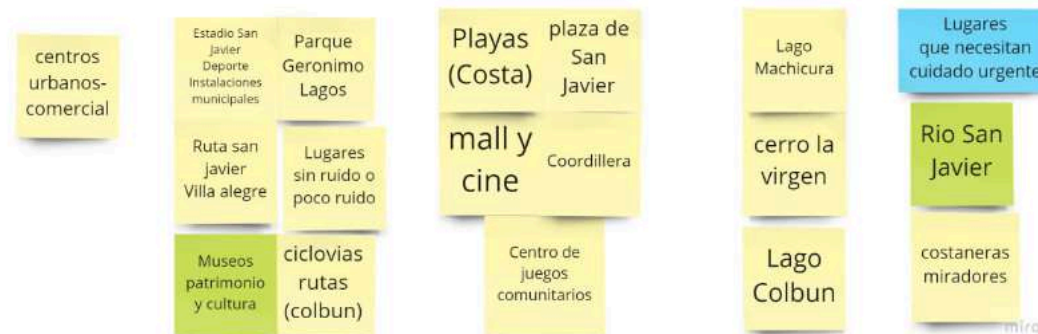 centros
urbanos-
comercial
Estadio San
Javier
Deporte
Instalaciones
municipales
Parque
Geronimo
Lagos
Ruta san
javier
Villa alegre
Lugares
sin ruido o
poco ruido
Museos
patrimonio
y cultura
ciclovias
rutas
(colbun)
Playas
(Costa)
plaza de
San
Javier
mall y
cine
Coordillera
Centro de
juegos
comunitarios
Lago
Machicura
cerro la
virgen
Lago
Colbun
Lugares
que necesitan
cuidado urgente
Rio San
Javier
costaneras
miradores
miro